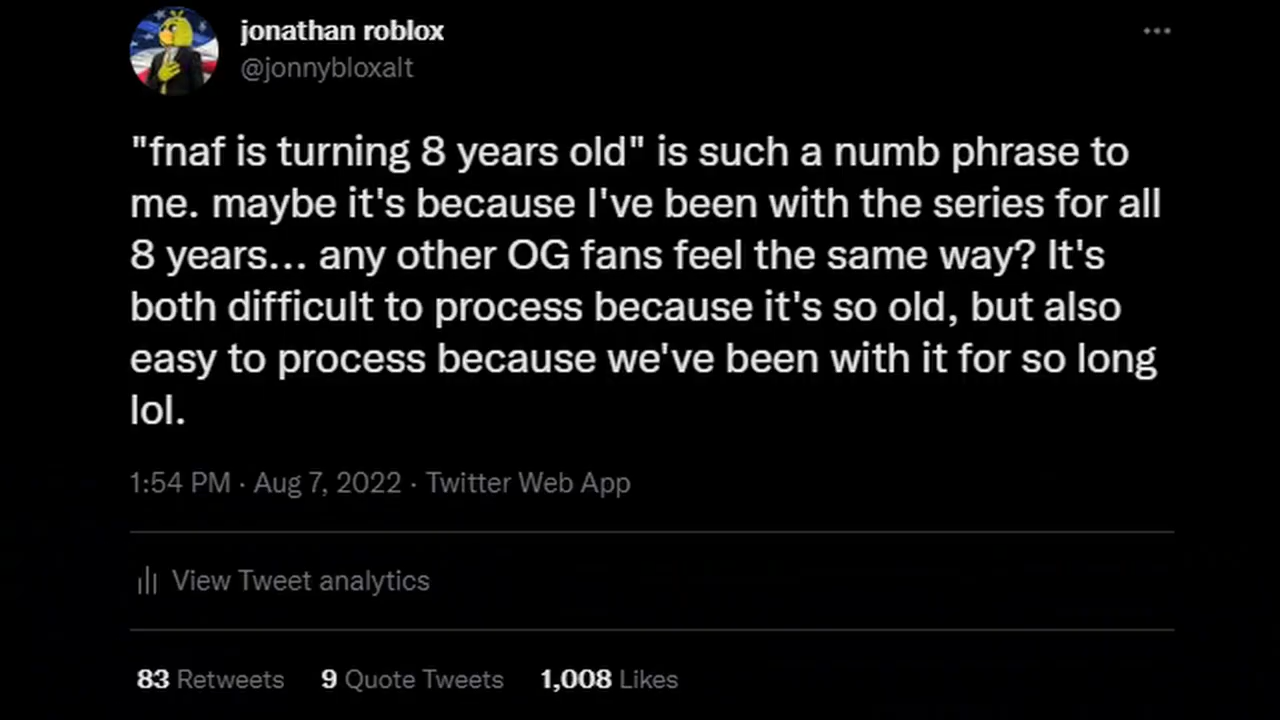 jonathan roblox
@jonnybloxalt
"fnaf is turning 8 years old" is such a numb phrase to
me. maybe it's because I've been with the series for all
8 years... any other OG fans feel the same way? It's
both difficult to process because it's so old, but also
easy to process because we've been with it for so long
lol.
1:54 PM · Aug 7, 2022 · Twitter Web App
View Tweet analytics
83 Retweets 9 Quote Tweets 1,008 Likes